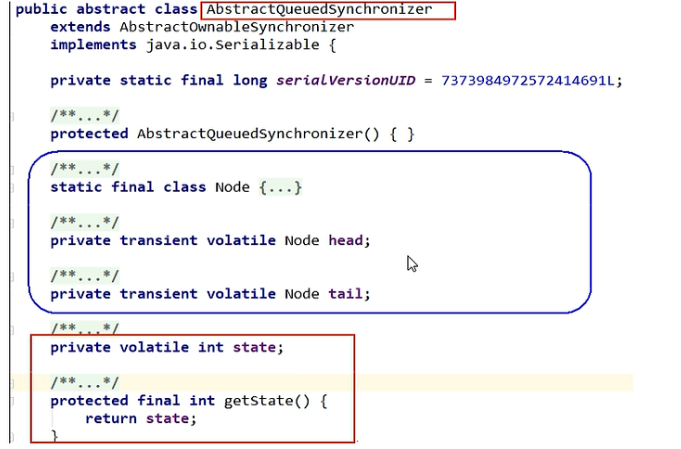 public abstract class AbstractQueuedSynchronizer
extends AbstractOwnableSynchronizer
implements java.io.Serializable {
private static final long serialVersionUID = 7373984972572414691L;
/**...*/
protected AbstractQueuedSynchronizer() { }
/**...*/
static final class Node {...}
/**...*/
private transient volatile Node head;
/**...*/
private transient volatile Node tail;
/**...*/
private volatile int state;
/**...*/
protected final int getState() {
return state;
}